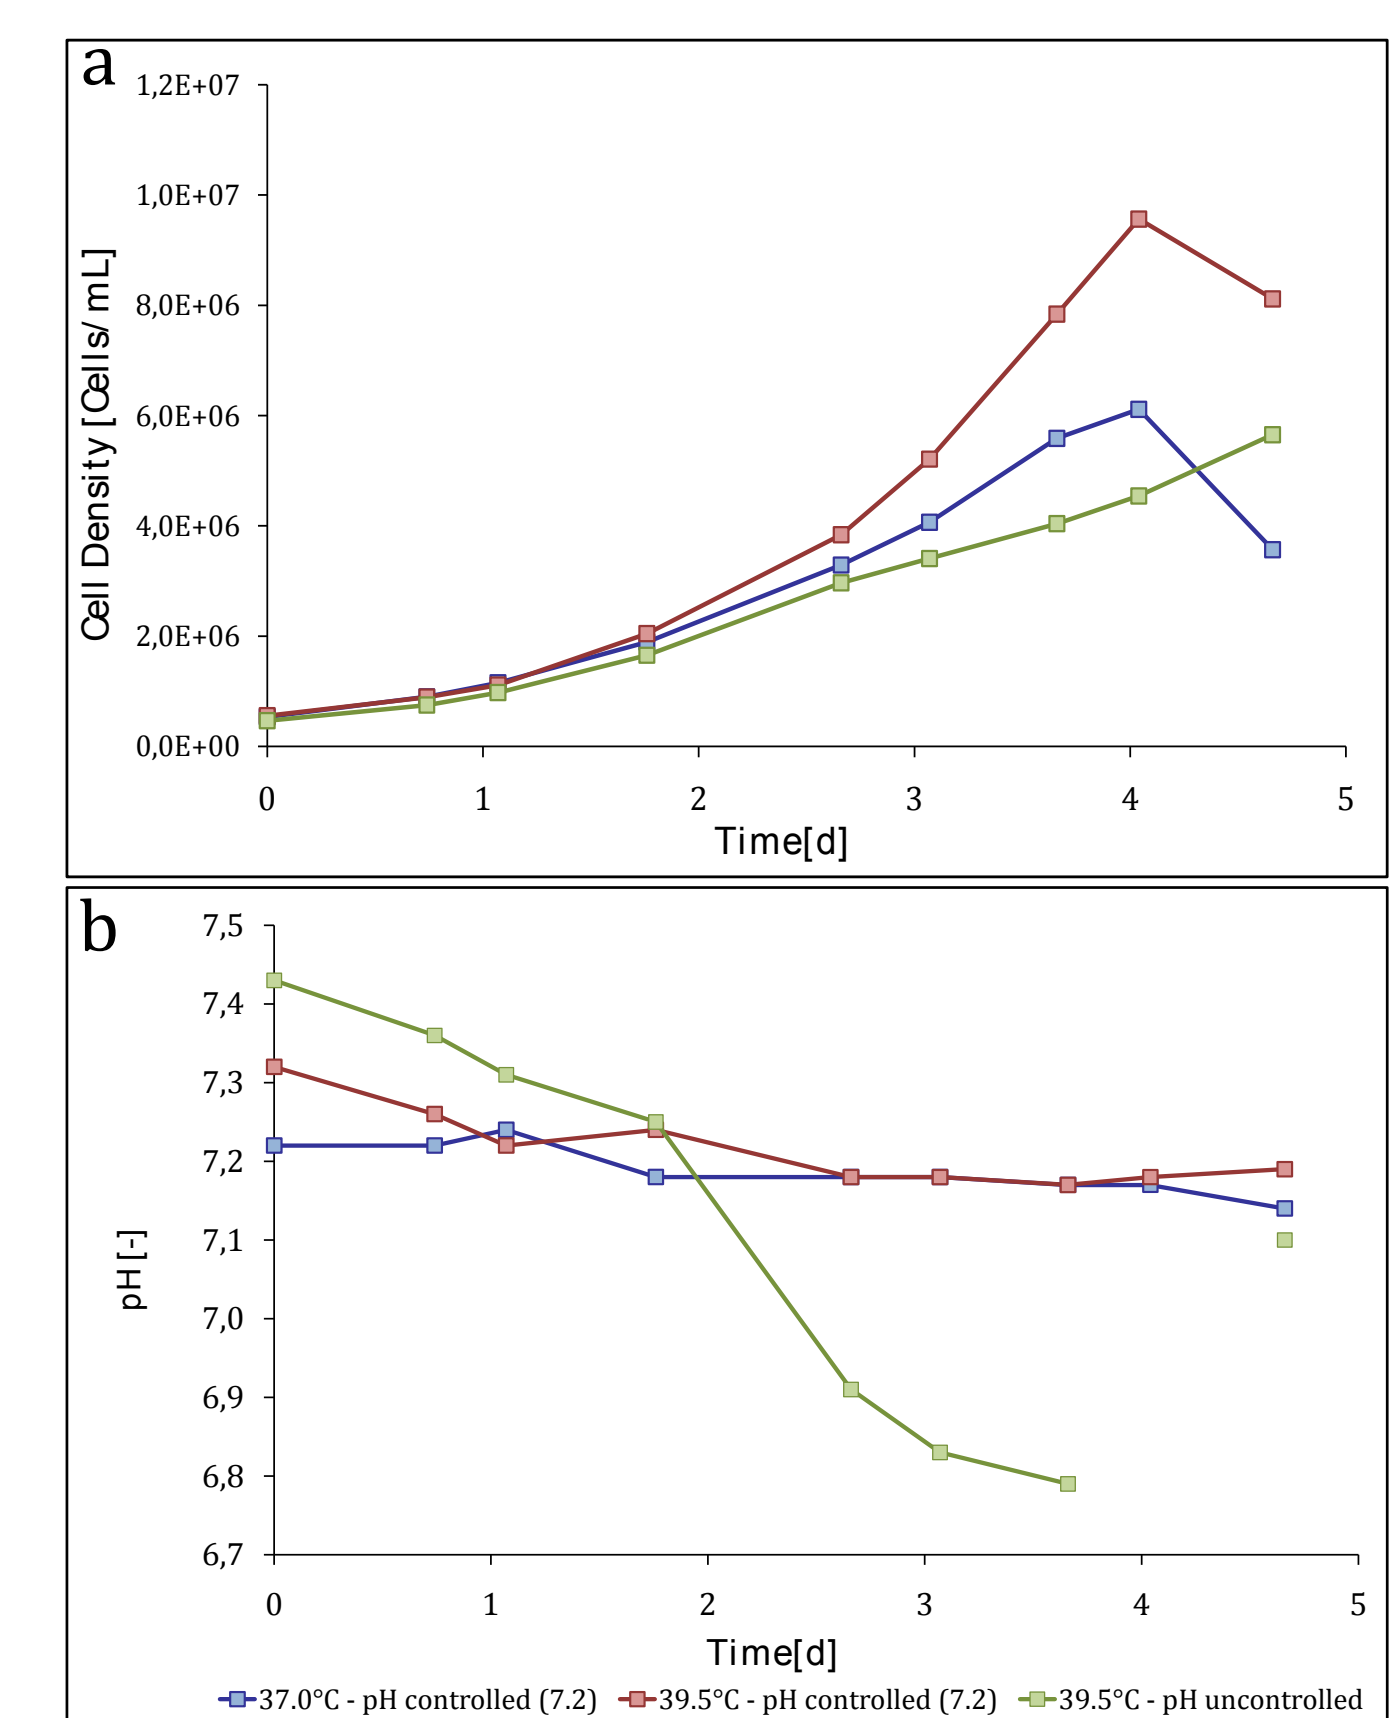 a
1,2E+07
1,0E+07
8,0E+06
6,0E+06
4,0E+06
2,0E+06
0,0E+00
Cell Density [Cells/ mL]
0 1 2 3 4 5
Time[d]
b
7,5
7,4
7,3
7,2
7,1
7,0
6,9
6,8
6,7
pH [-]
0 1 2 3 4 5
Time[d]
37.0°C - pH controlled (7.2) 39.5°C - pH controlled (7.2) 39.5°C - pH uncontrolled